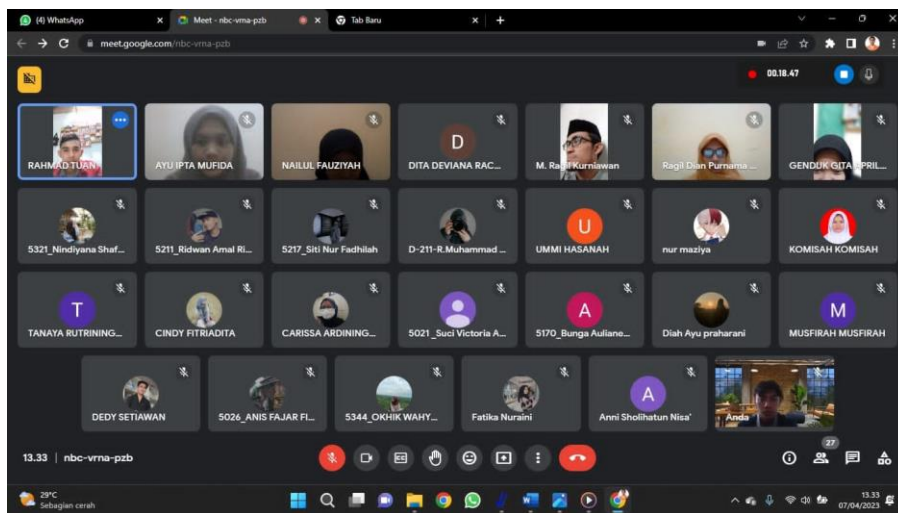 (4) WhatsApp
Meet - nbc-vrna-pzb
Tab Baru
meet.google.com/nbc-vrna-pzb
00.18.47
RAHMAD TUAN
AYU IPTA MUFIDA
NAILUL FAUZIYAH
D
DITA DEVIANA RAC...
M. Ragil Kurniawan
Ragil Dian Purnama ...
GENDUK GITA APRIL...
5321_Nindiyana Shaf...
5211_Ridwan Amal Ri...
5217_Siti Nur Fadhilah
D-211-R.Muhammad ...
U
UMMI HASANAH
nur maziya
KOMISAH KOMISAH
T
TANAYA RUTRINING...
CINDY FITRIADITA
CARISSA ARDINING...
5021_Suci Victoria A...
A
5170_Bunga Auliane...
Diah Ayu praharani
M
MUSFIRAH MUSFIRAH
DEDY SETIAWAN
5026_ANIS FAJAR FI...
5344_OKHIK WAHY...
Fatika Nuraini
A
Anni Sholihatun Nisa'
Anda
13.33 | nbc-vrna-pzb
27
29°C
Sebagian cerah
13.33
07/04/2023